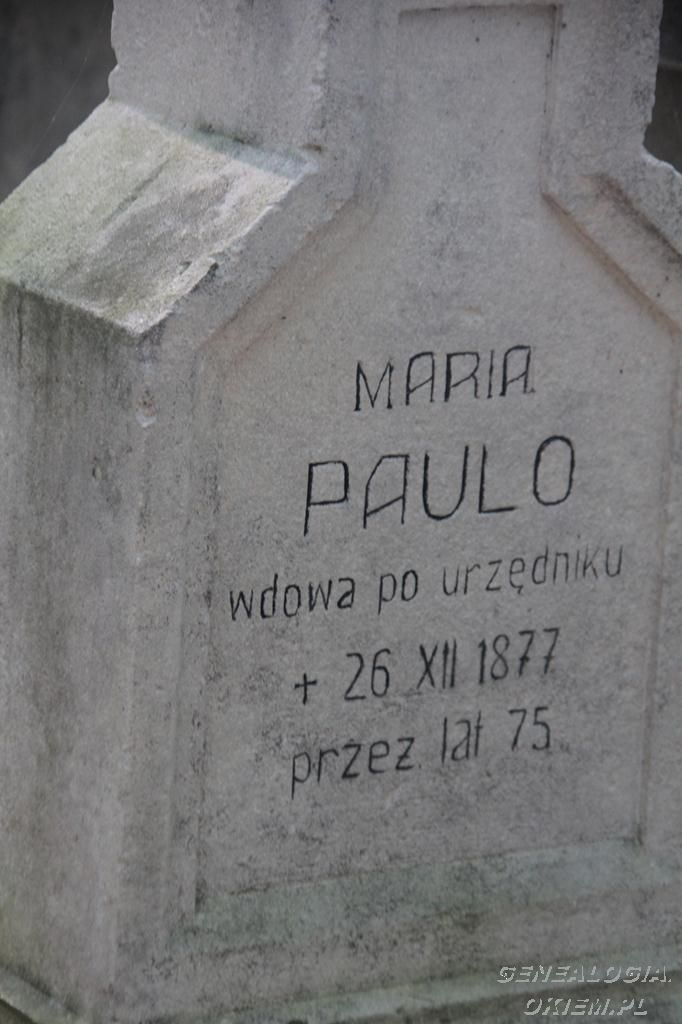 MARIA
PAULO
wdowa po urzędniku
+ 26 XII 1877
przez lat 75
GENEALOGIA
OKIEM.PL